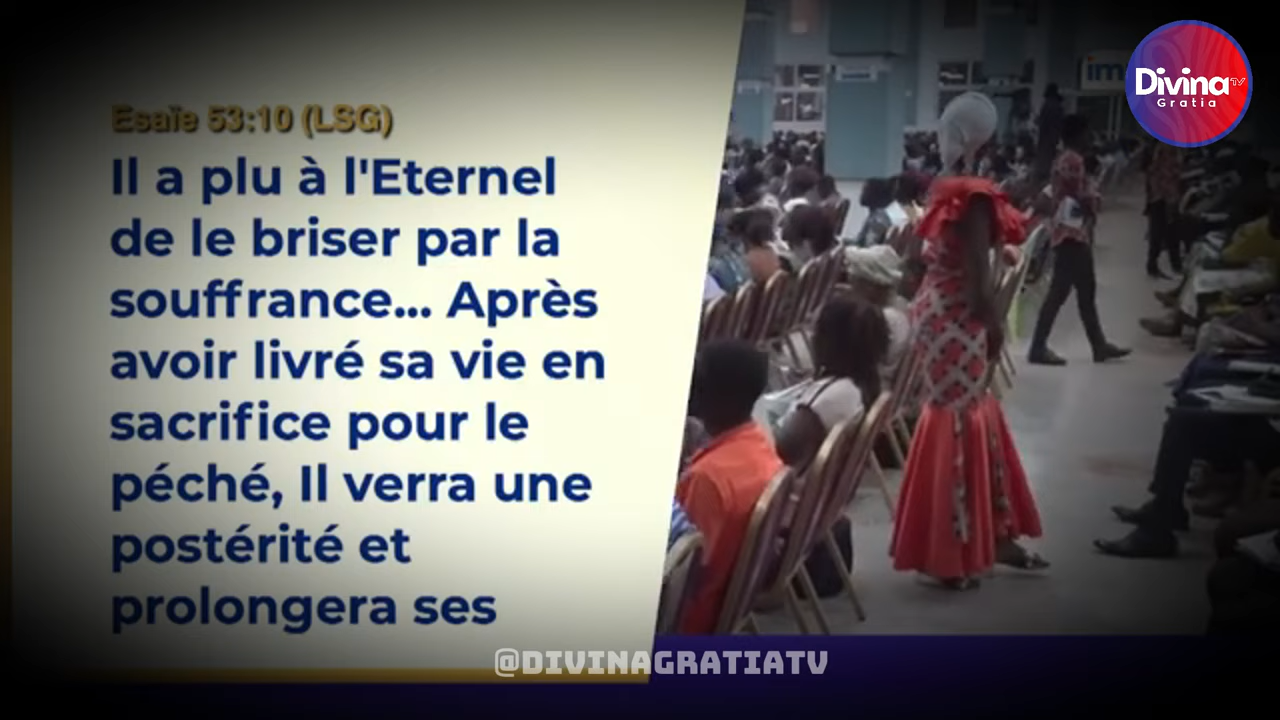 Esaïe 53:10 (LSG)
Il a plu à l'Eternel
de le briser par la
souffrance... Après
avoir livré sa vie en
sacrifice pour le
péché, Il verra une
postérité et
prolongera ses
Divina TV
Gratia
@DIVINAGRATIATV